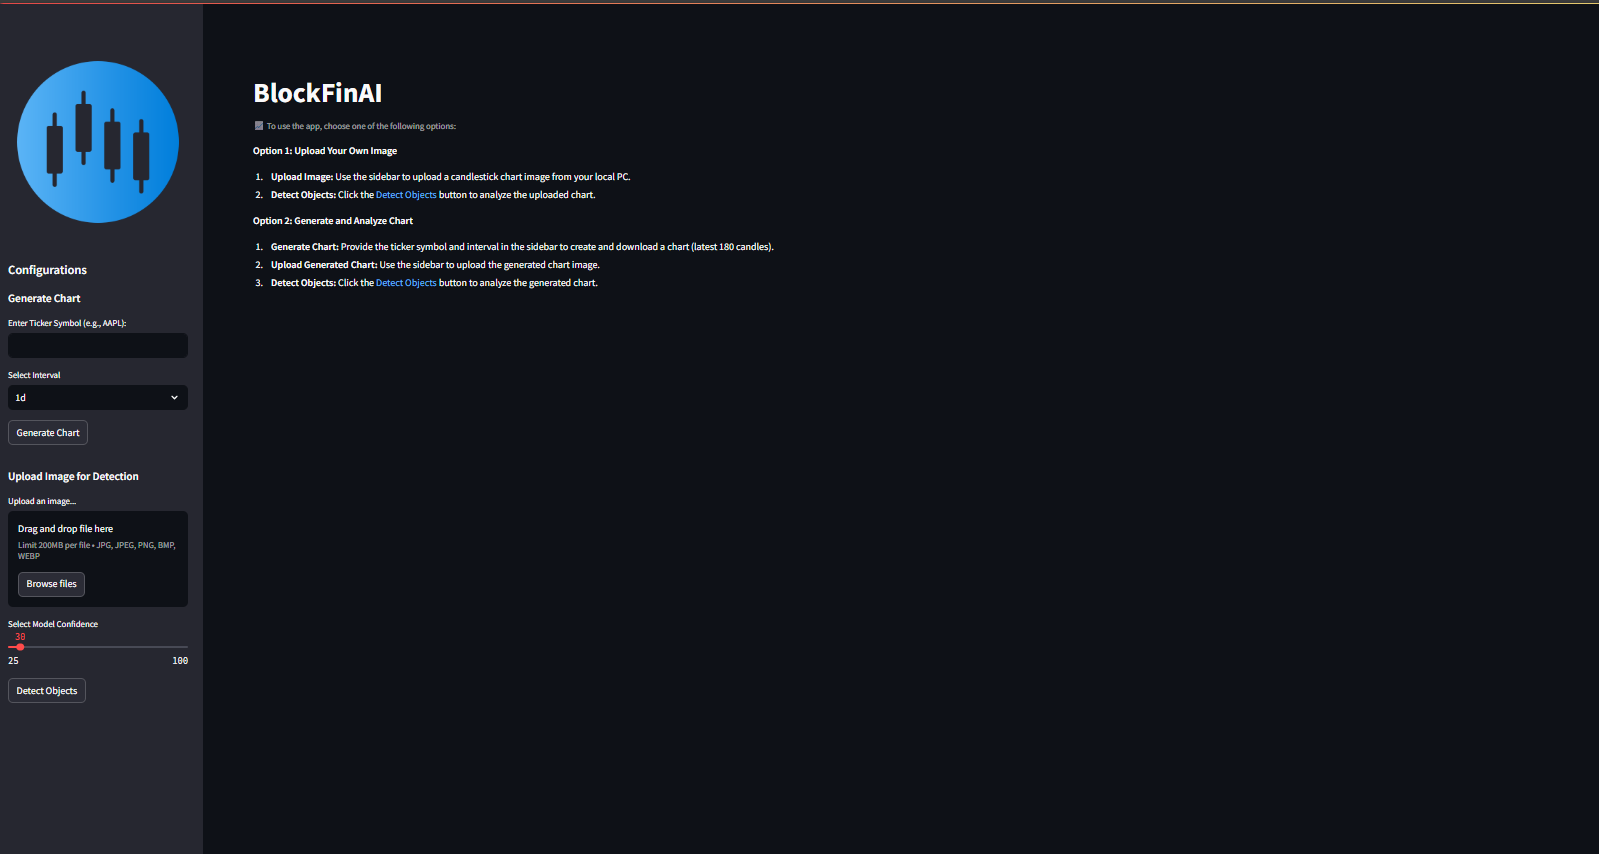 Configurations
Generate Chart
Enter Ticker Symbol (e.g., AAPL):
Select Interval
1d
Generate Chart
Upload Image for Detection
Upload an image...
Drag and drop file here
Limit 200MB per file • JPG, JPEG, PNG, BMP,
WEBP
Browse files
Select Model Confidence
30
25 100
Detect Objects
BlockFinAI
To use the app, choose one of the following options:
Option 1: Upload Your Own Image
1. Upload Image: Use the sidebar to upload a candlestick chart image from your local PC.
2. Detect Objects: Click the Detect Objects button to analyze the uploaded chart.
Option 2: Generate and Analyze Chart
1. Generate Chart: Provide the ticker symbol and interval in the sidebar to create and download a chart (latest 180 candles).
2. Upload Generated Chart: Use the sidebar to upload the generated chart image.
3. Detect Objects: Click the Detect Objects button to analyze the generated chart.